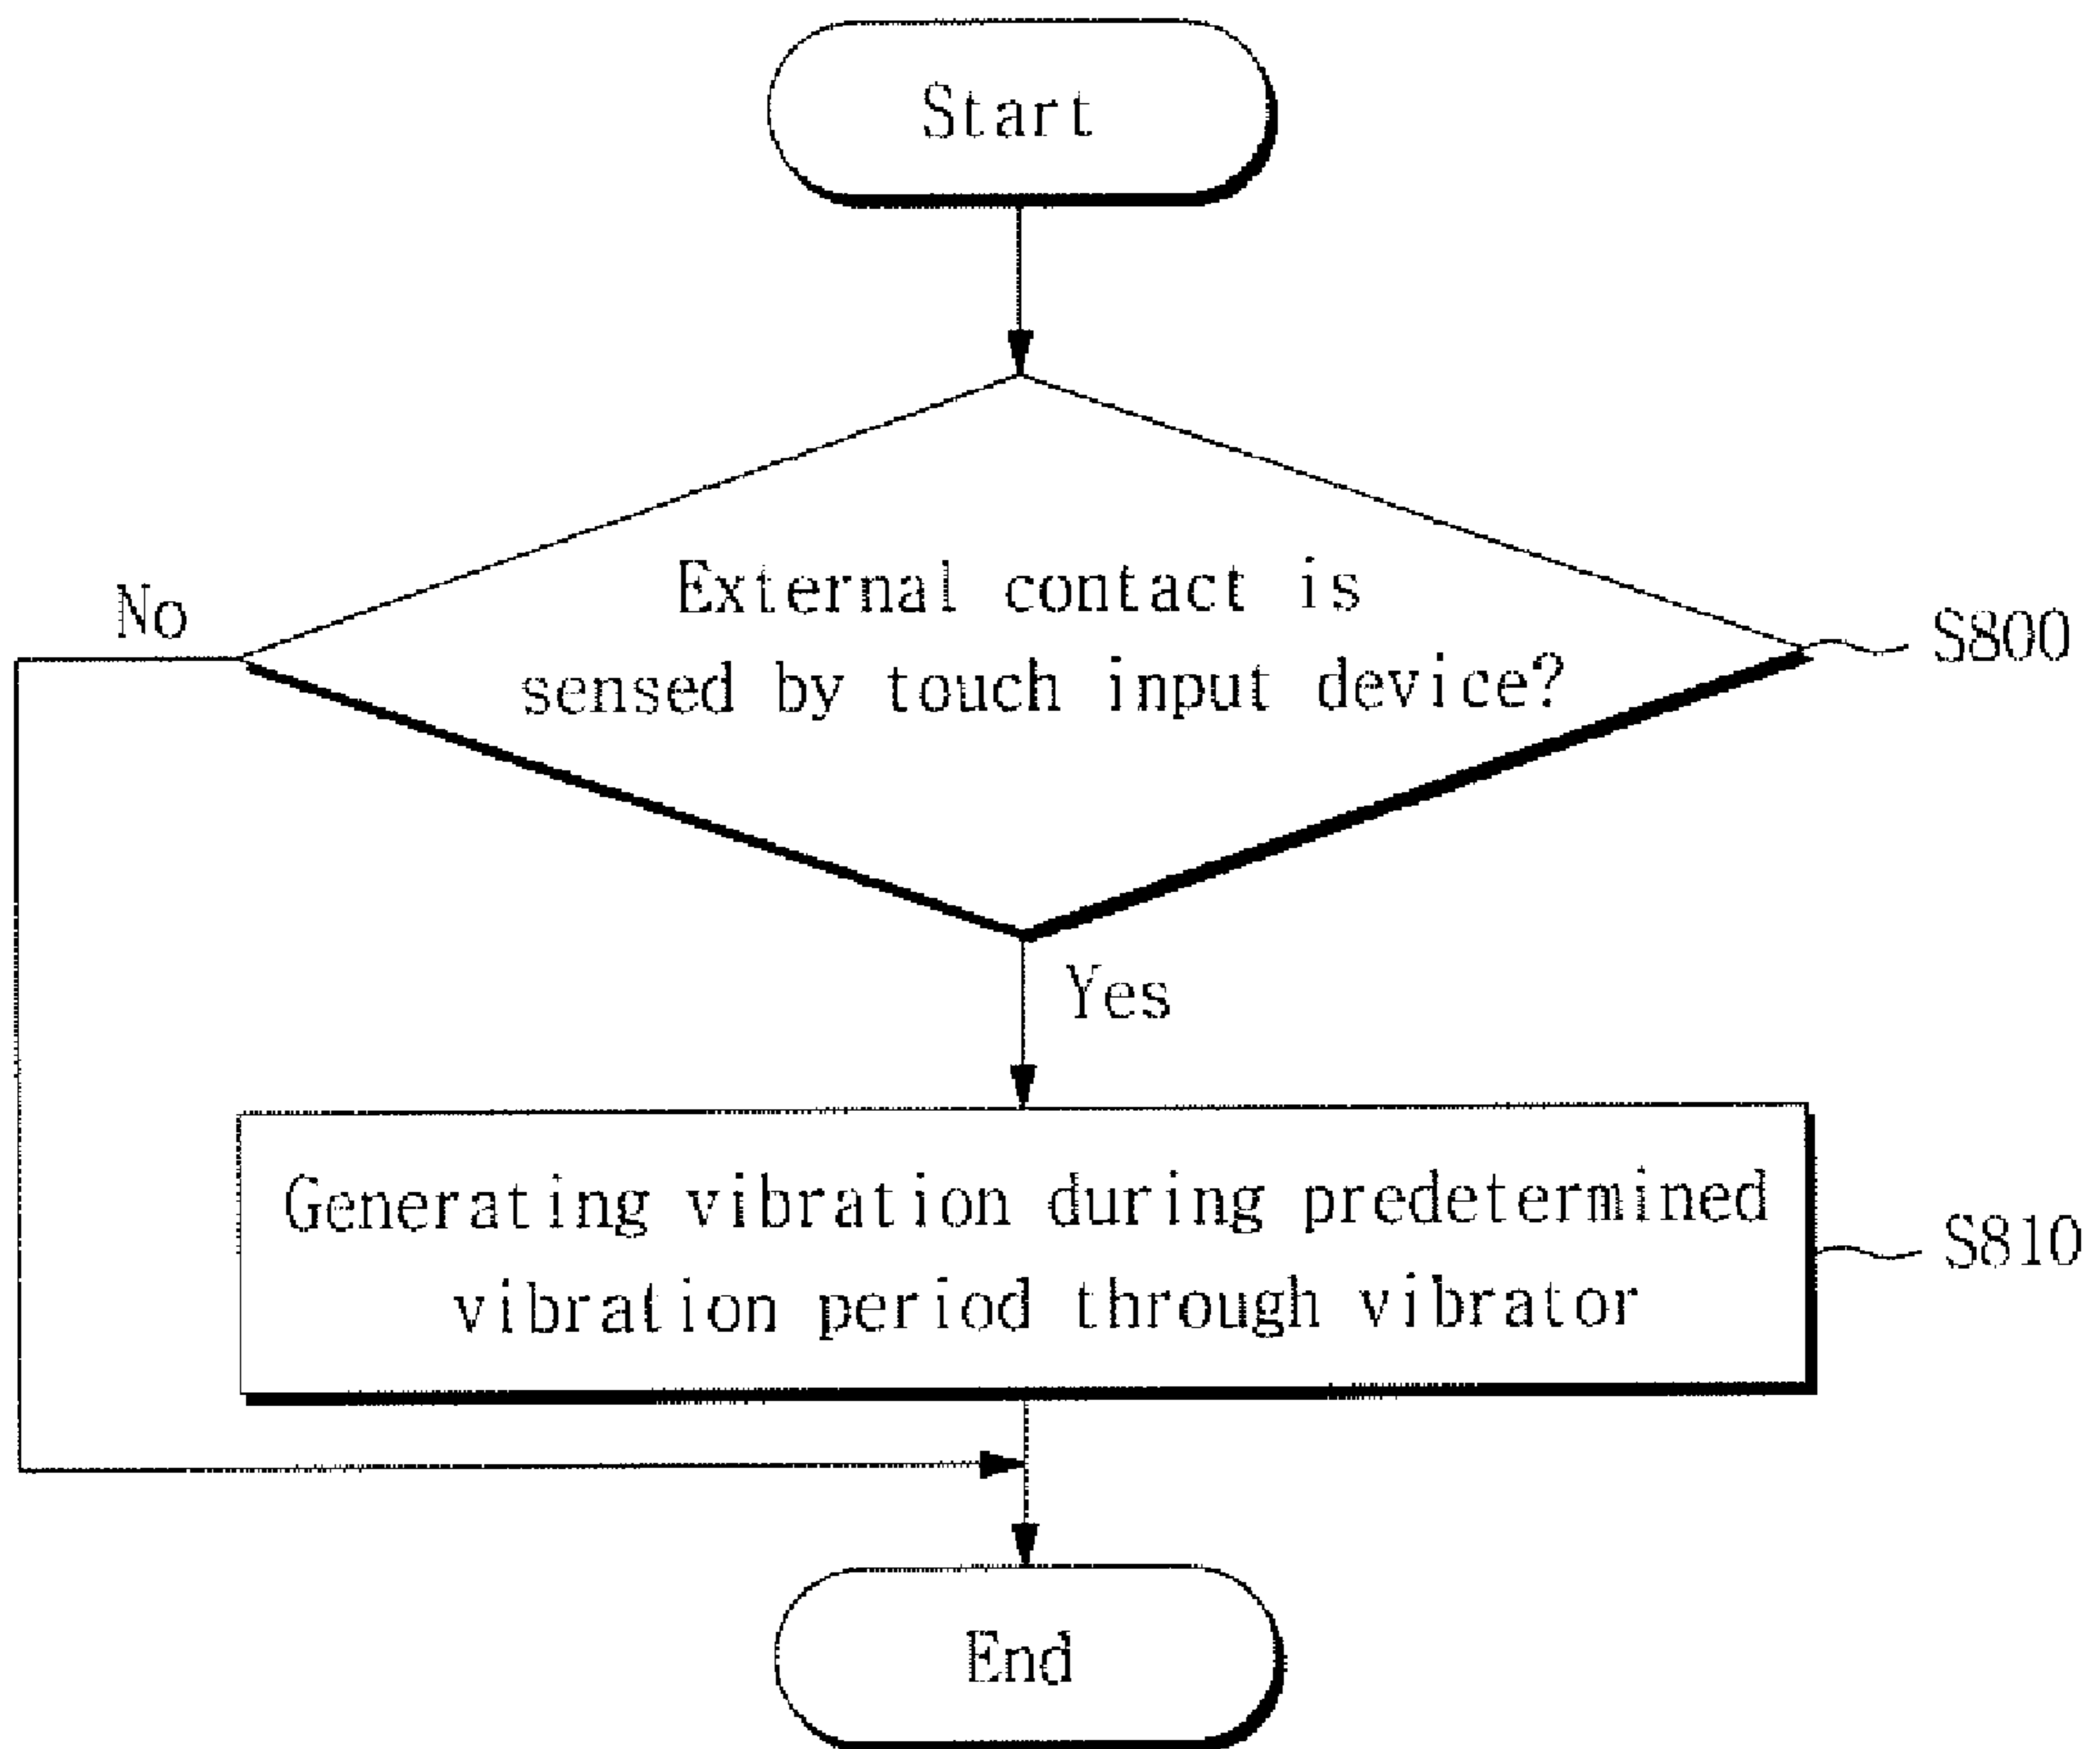 Start
External contact is
sensed by touch input device?
No
S800
Yes
Generating vibration during predetermined
vibration period through vibrator
S810
End